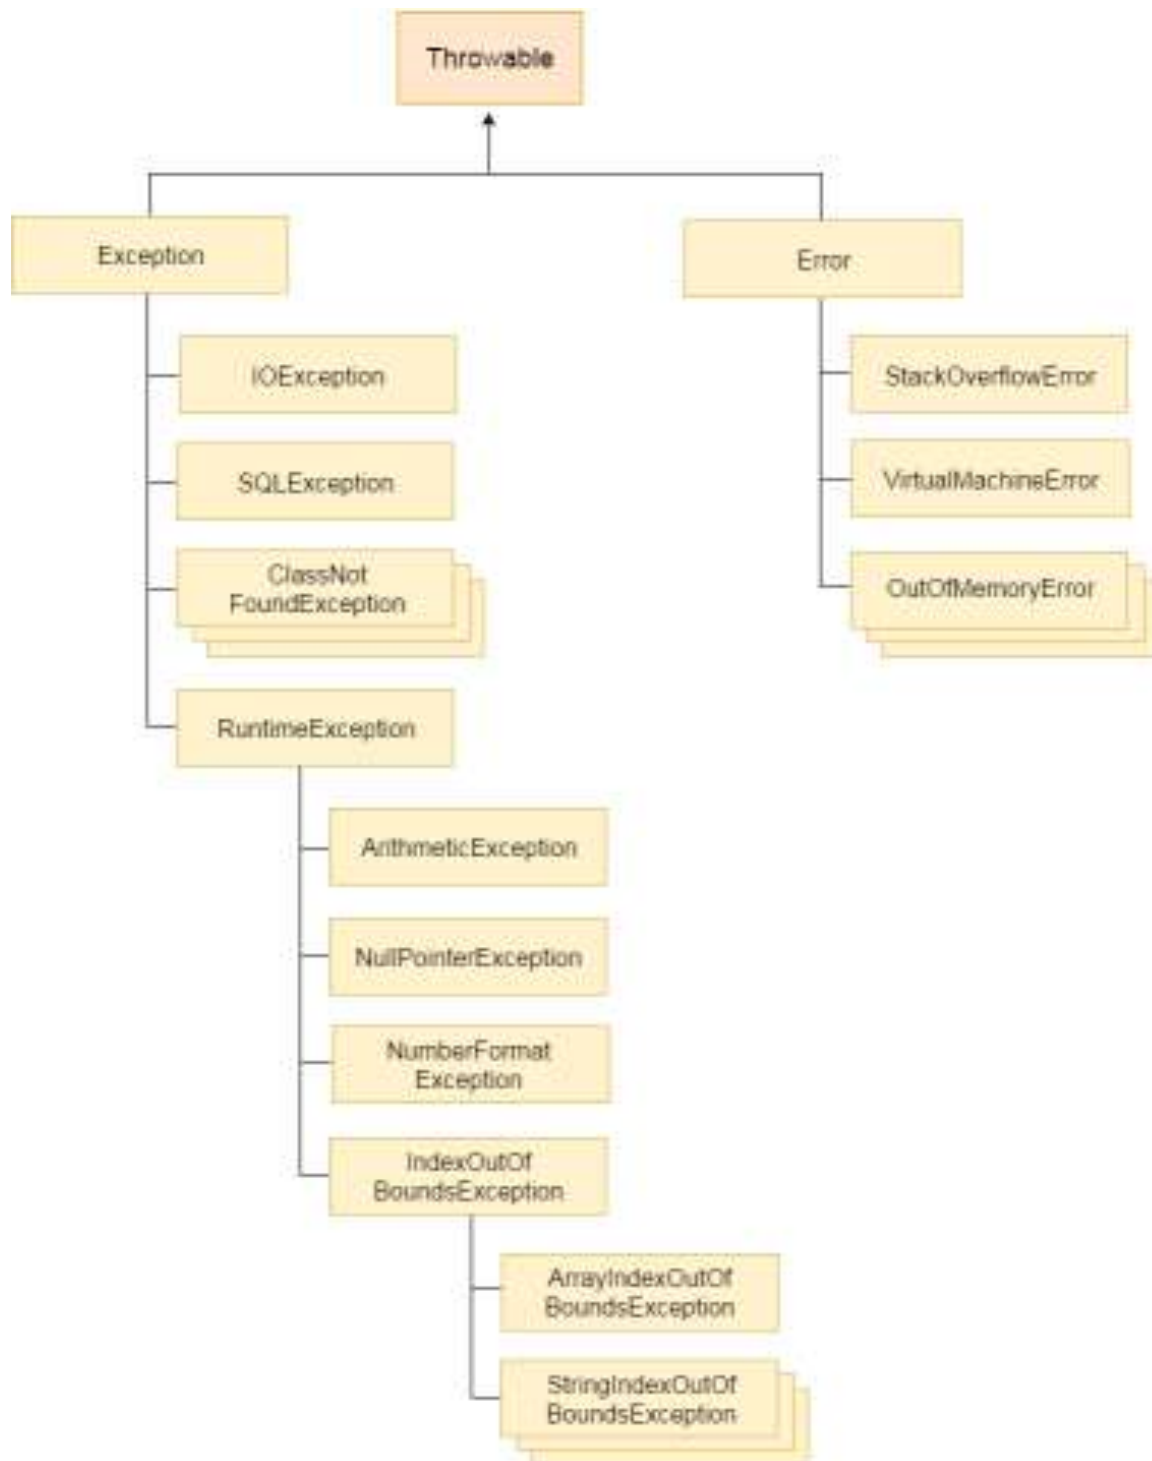 Throwable
Exception
Error
IOException
StackOverflowError
SQLException
VirtualMachineError
ClassNot
FoundException
OutOfMemoryError
RuntimeException
ArithmeticException
NullPointerException
NumberFormat
Exception
IndexOutOf
BoundsException
ArrayIndexOutOf
BoundsException
StringIndexOutOf
BoundsException